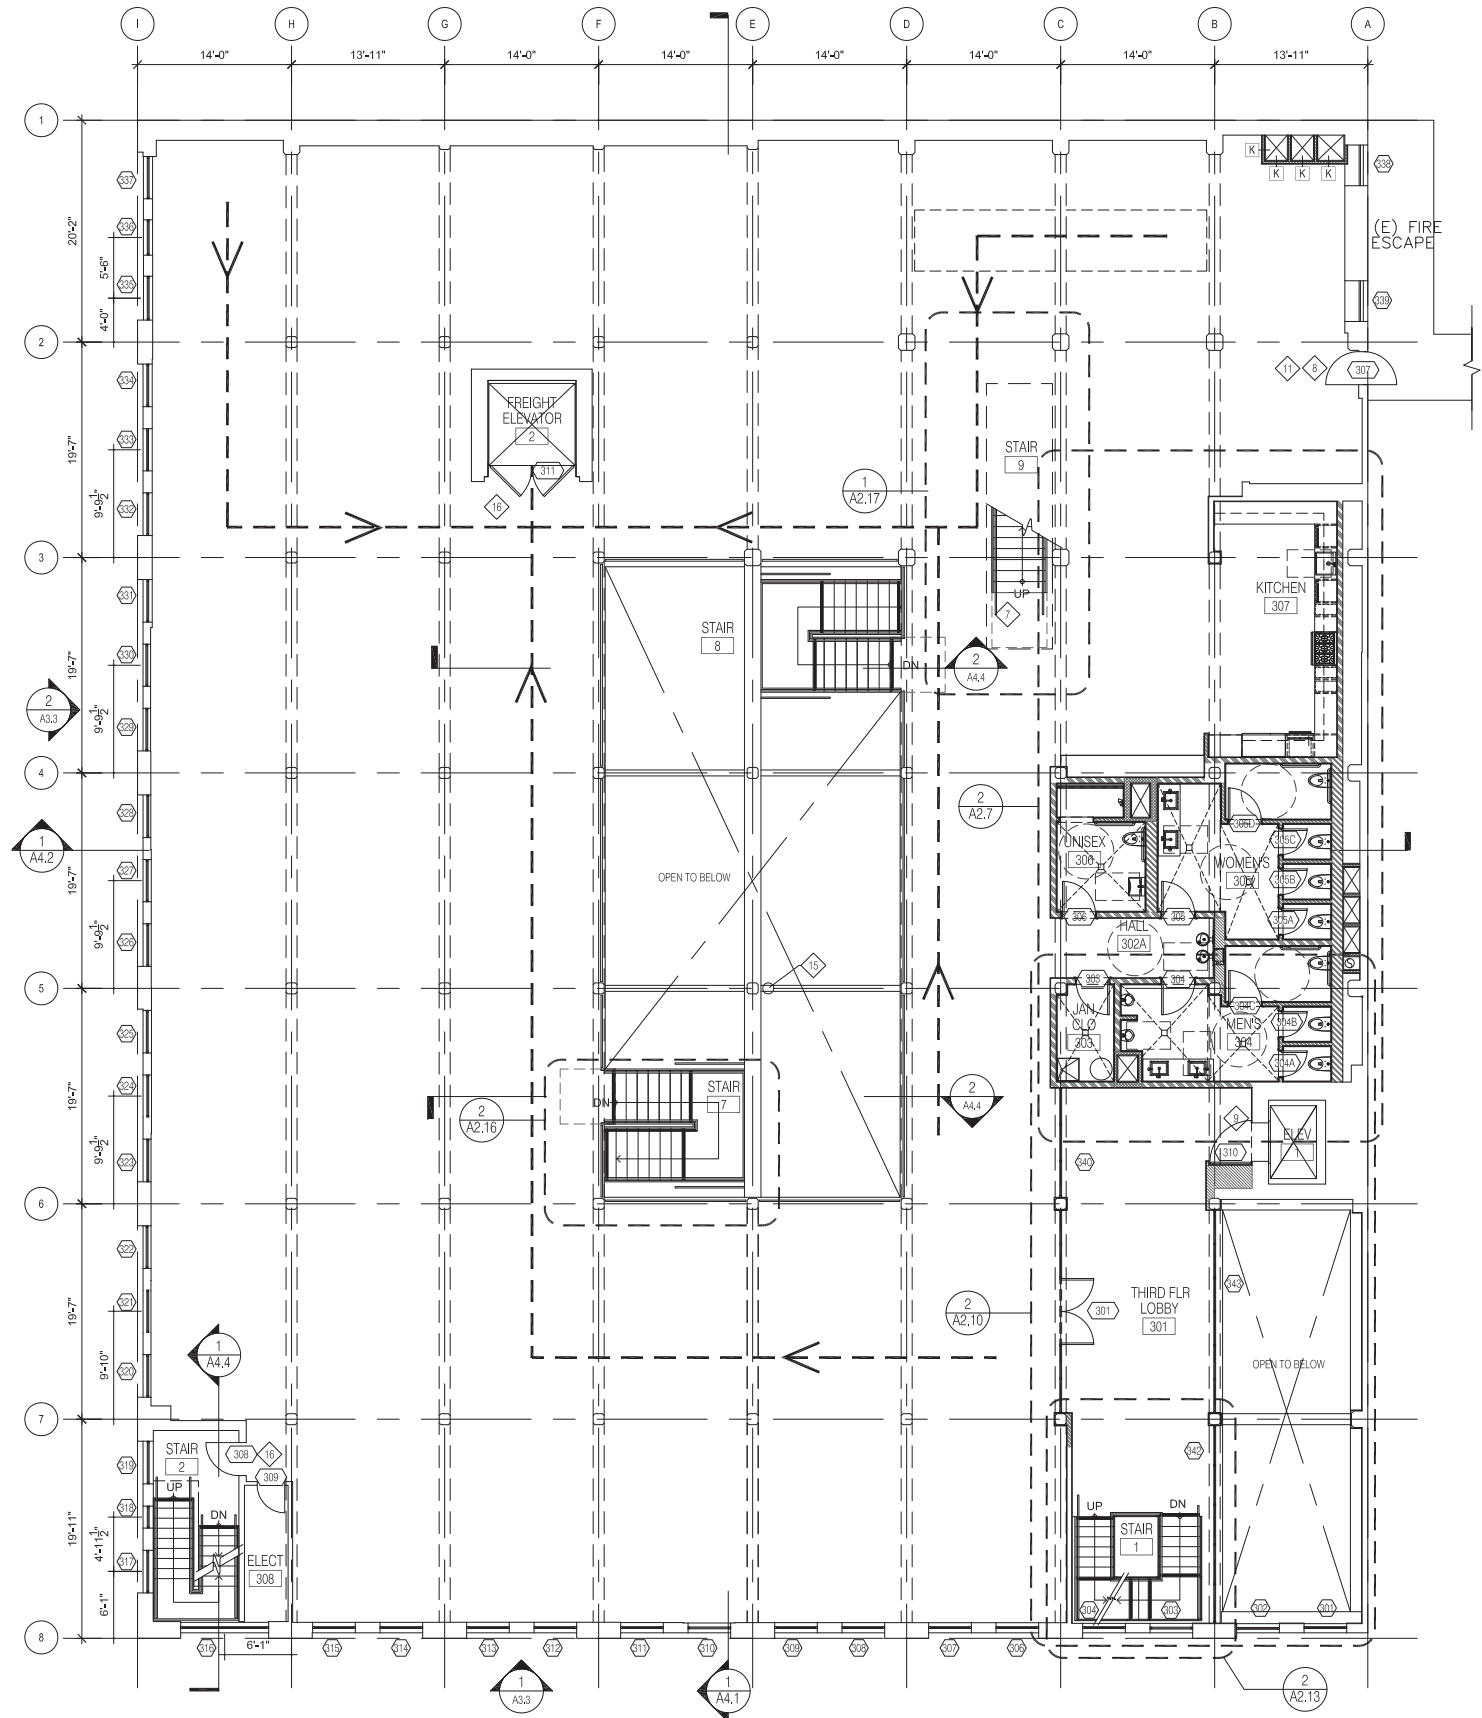 I H G F E D C B A
14'-0" 13'-11" 14'-0" 14'-0" 14'-0" 14'-0" 14'-0" 13'-11"
1
K
K K K
337
338
336
20'-2"
5'-6"
(E) FIRE
ESCAPE
335
339
4'-0"
2
334
11 8 307
FREIGHT
ELEVATOR
2
333
19'-7"
STAIR
9
311
1
A2.17
16
9'-9 1/2"
332
3
KITCHEN
307
331
UP
7
STAIR
8
330
19'-7"
DN
2
A4.4
2
A3.3
9'-9 1/2"
329
4
328
2
A2.7
305D
305C
1
A4.2
UNISEX
306
WOMEN'S
305
327
19'-7"
OPEN TO BELOW
305B
306 305 305A
HALL
302A
9'-9 1/2"
326
15
5
303 304
304C
JAN
CLO
303
MEN'S
304
304B
325
304A
324
19'-7"
STAIR
7
DN
2
A2.16
2
A4.4
9
ELEV
1
310
9'-9 1/2"
323
340
6
322
343
THIRD FLR
LOBBY
301
301
19'-7"
321
2
A2.10
1
A4.4
9'-10"
320
OPEN TO BELOW
7
STAIR
2
308 16
309
342
319
UP
318
DN
UP DN
19'-11"
4'-11 1/2"
STAIR
1
317
ELECT
308
6'-1"
304 303 302 301
8
316 6'-1" 315 314 313 312 311 310 309 308 307 306
1
A3.3
1
A4.1
2
A2.13